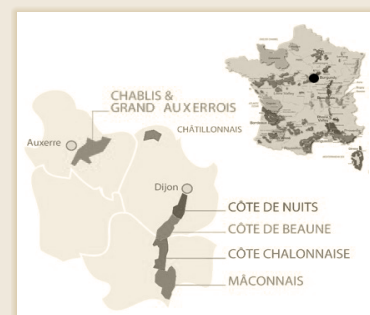 CHABLIS &
GRAND AUXERROIS
CHÂTILLONNAIS
Auxerre
Dijon
CÔTE DE NUITS
CÔTE DE BEAUNE
CÔTE CHALONNAISE
MÂCONNAIS